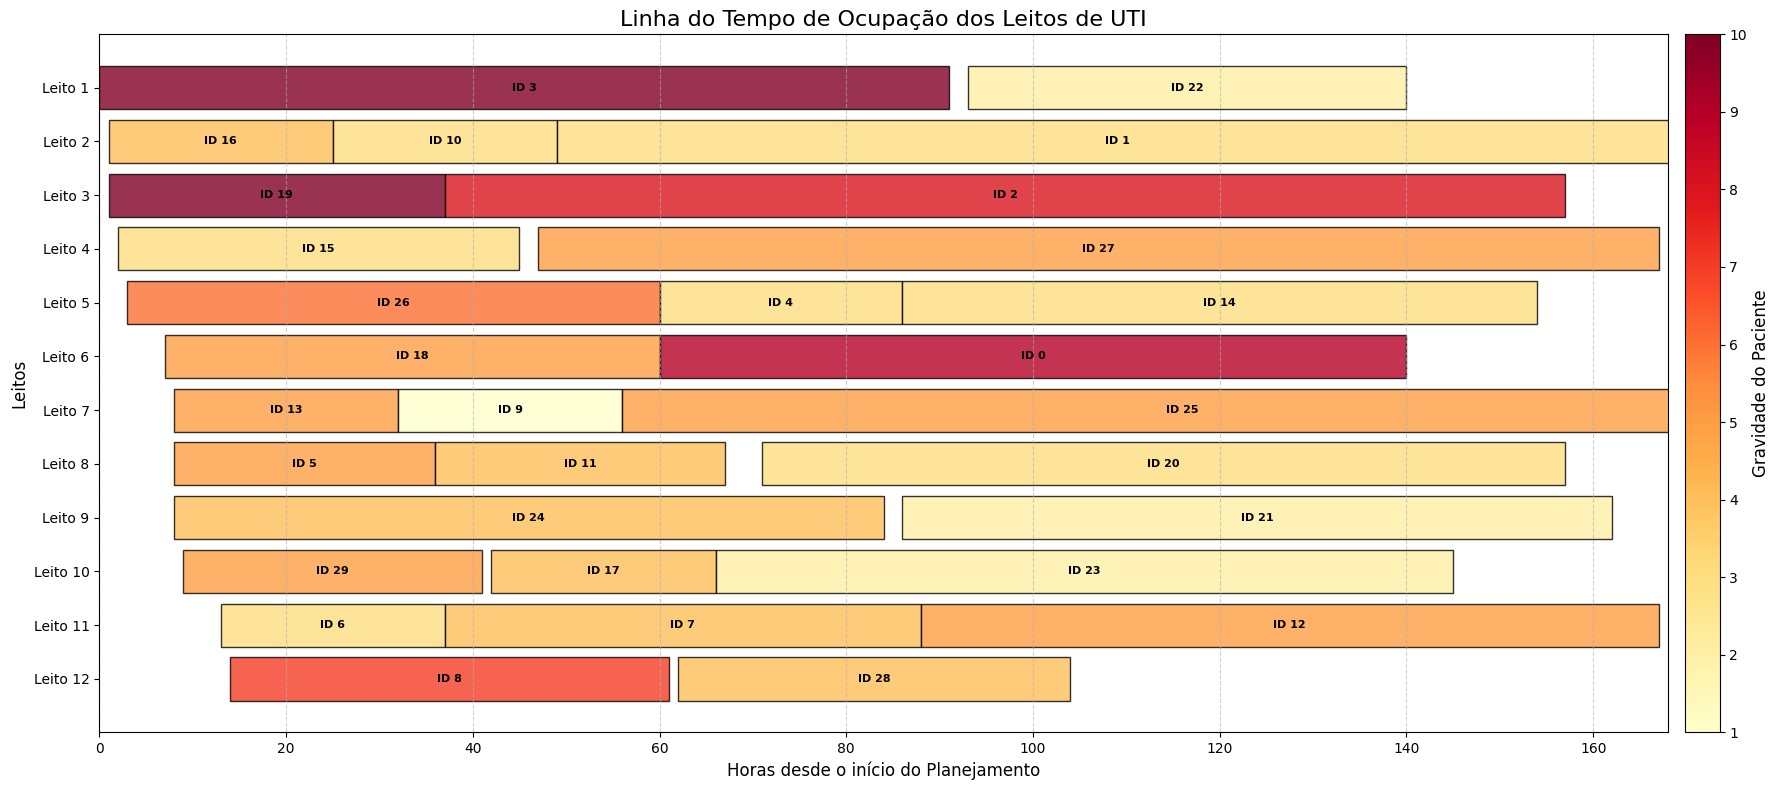 Linha do Tempo de Ocupação dos Leitos de UTI
Leito 1
ID 3
ID 22
Leito 2
ID 16
ID 10
ID 1
Leito 3
ID 19
ID 2
Leito 4
ID 15
ID 27
Leito 5
ID 26
ID 4
ID 14
Leito 6
ID 18
ID 0
Leito 7
ID 13
ID 9
ID 25
Leito 8
ID 5
ID 11
ID 20
Leito 9
ID 24
ID 21
Leito 10
ID 29
ID 17
ID 23
Leito 11
ID 6
ID 7
ID 12
Leito 12
ID 8
ID 28
Leitos
0 20 40 60 80 100 120 140 160
Horas desde o início do Planejamento
10
9
8
7
6
5
4
3
2
1
Gravidade do Paciente